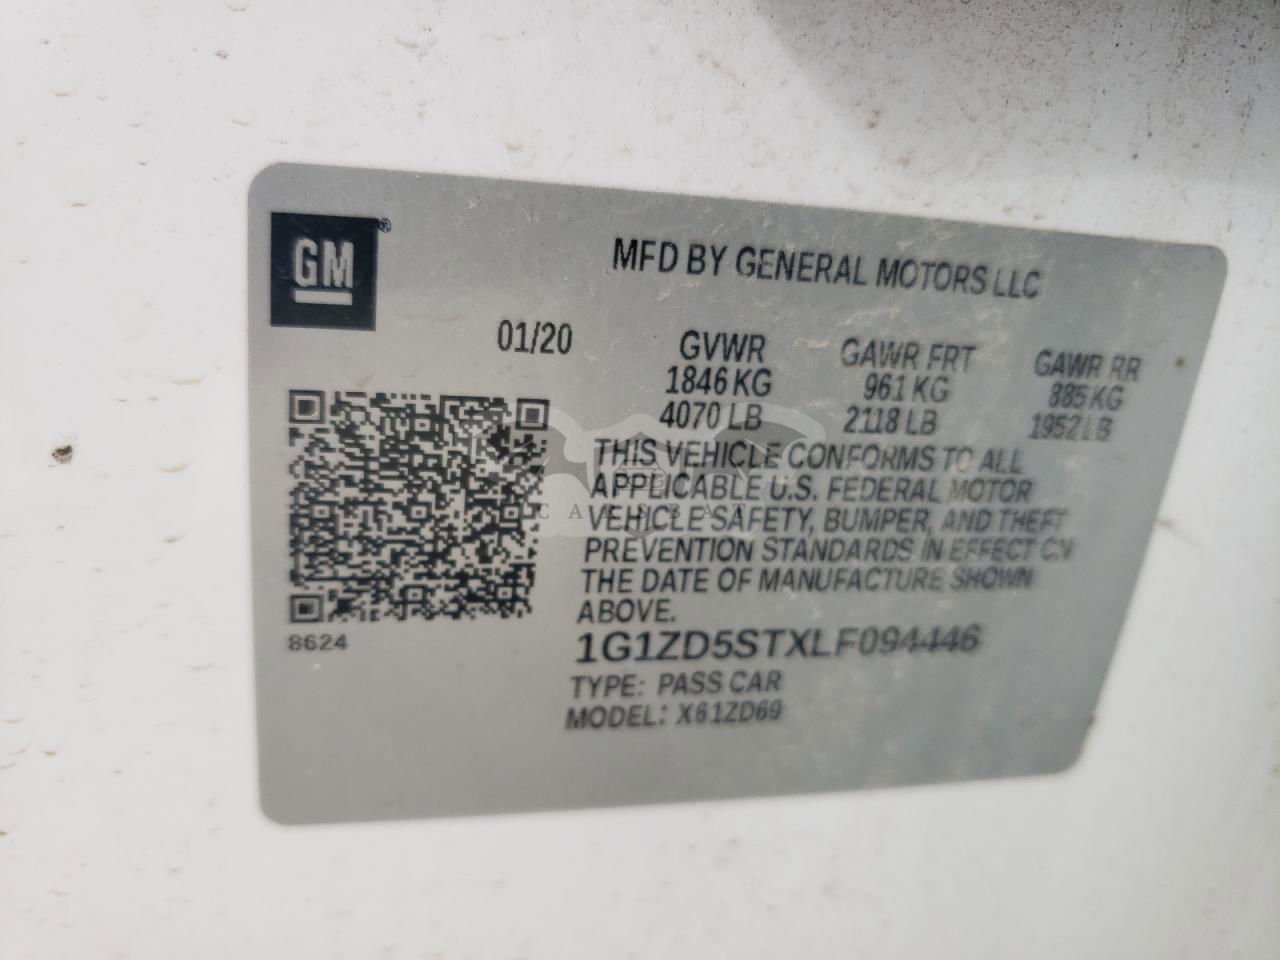 GM®
MFD BY GENERAL MOTORS LLC
01/20 GVWR GAWR FRT GAWR RR
1846 KG 961 KG 885 KG
4070 LB 2118 LB 1952 LB
THIS VEHICLE CONFORMS TO ALL
APPLICABLE U.S. FEDERAL MOTOR
CARSBAT
VEHICLE SAFETY, BUMPER, AND THEFT
PREVENTION STANDARDS IN EFFECT ON
THE DATE OF MANUFACTURE SHOWN
ABOVE.
8624
1G1ZD5STXLF094446
TYPE: PASS CAR
MODEL: X61ZD69